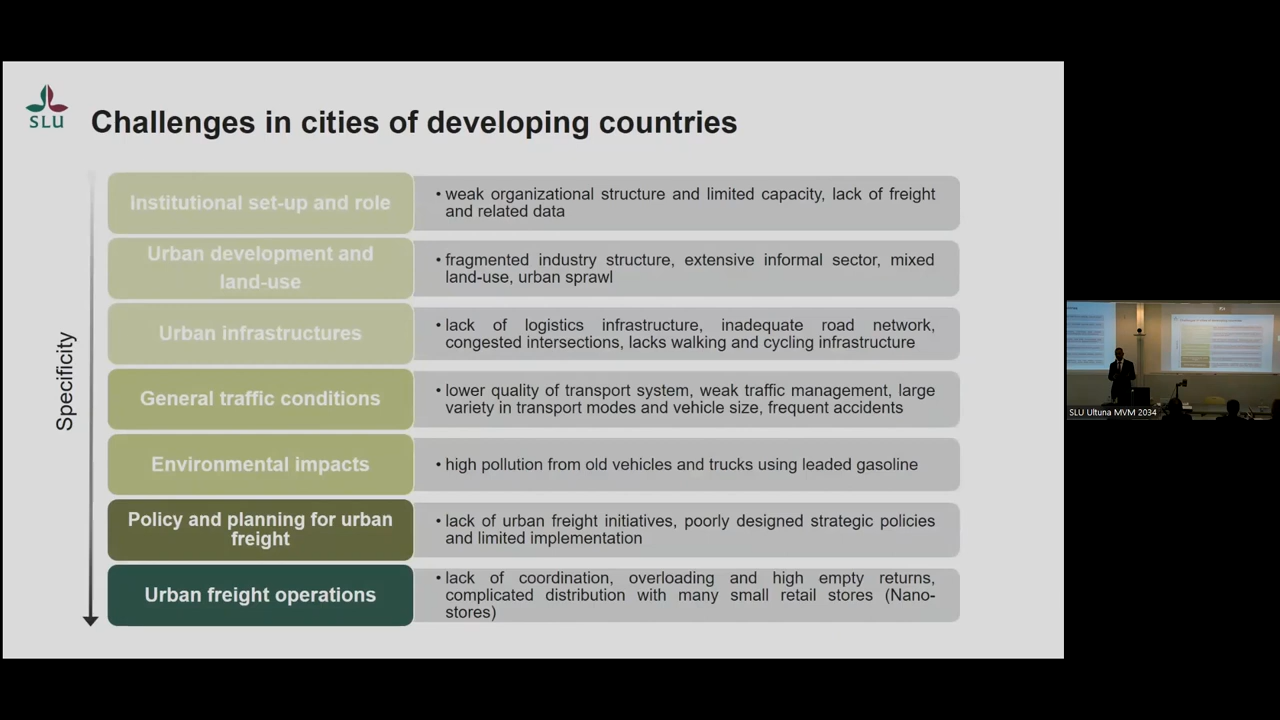 SLU
Challenges in cities of developing countries
Specificity
Institutional set-up and role
• weak organizational structure and limited capacity, lack of freight
and related data
Urban development and
land-use
• fragmented industry structure, extensive informal sector, mixed
land-use, urban sprawl
Urban infrastructures
• lack of logistics infrastructure, inadequate road network,
congested intersections, lacks walking and cycling infrastructure
General traffic conditions
• lower quality of transport system, weak traffic management, large
variety in transport modes and vehicle size, frequent accidents
Environmental impacts
• high pollution from old vehicles and trucks using leaded gasoline
Policy and planning for urban
freight
• lack of urban freight initiatives, poorly designed strategic policies
and limited implementation
Urban freight operations
• lack of coordination, overloading and high empty returns,
complicated distribution with many small retail stores (Nano-
stores)
SLU Ultuna MVM 2034